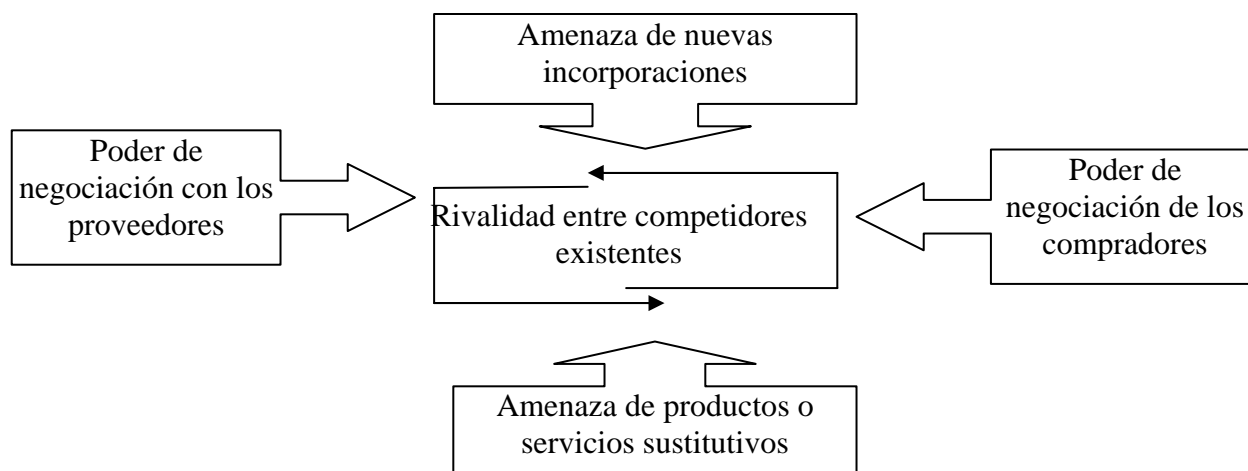 Amenaza de nuevas
incorporaciones
Poder de
negociación con los
proveedores
Rivalidad entre competidores
existentes
Poder de
negociación de los
compradores
Amenaza de productos o
servicios sustitutivos